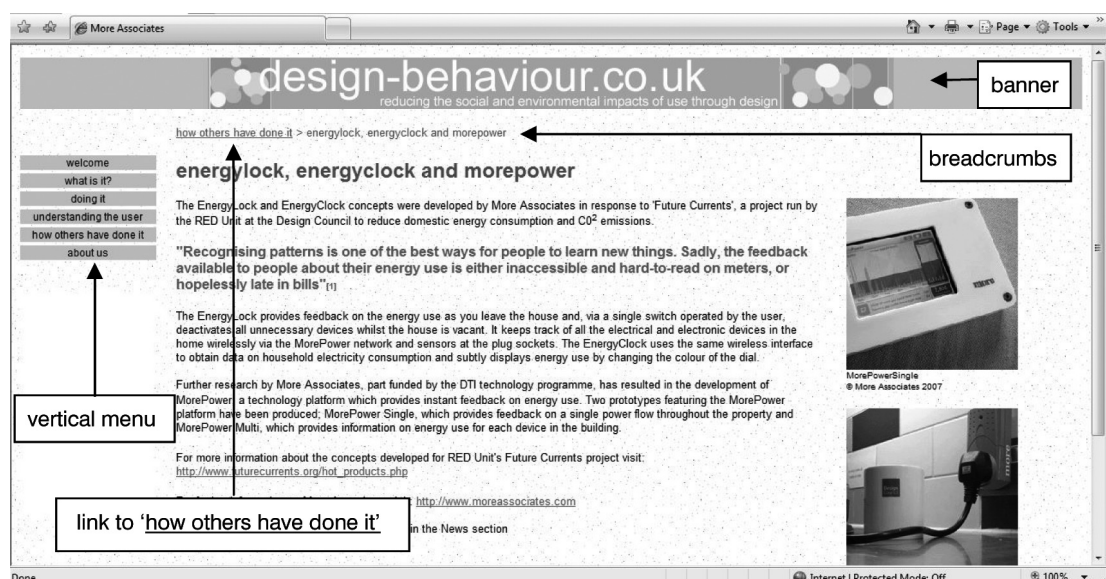 More Associates
Page
Tools
design-behaviour.co.uk
reducing the social and environmental impacts of use through design
banner
how others have done it > energylock, energyclock and morepower
breadcrumbs
welcome
what is it?
doing it
understanding the user
how others have done it
about us
vertical menu
energylock, energyclock and morepower
The EnergyLock and EnergyClock concepts were developed by More Associates in response to 'Future Currents', a project run by
the RED Unit at the Design Council to reduce domestic energy consumption and C0² emissions.
"Recognising patterns is one of the best ways for people to learn new things. Sadly, the feedback
available to people about their energy use is either inaccessible and hard-to-read on meters, or
hopelessly late in bills"[1]
The EnergyLock provides feedback on the energy use as you leave the house and, via a single switch operated by the user,
deactivates all unnecessary devices whilst the house is vacant. It keeps track of all the electrical and electronic devices in the
home wirelessly via the MorePower network and sensors at the plug sockets. The EnergyClock uses the same wireless interface
to obtain data on household electricity consumption and subtly displays energy use by changing the colour of the dial.
Further research by More Associates, part funded by the DTI technology programme, has resulted in the development of
MorePower, a technology platform which provides instant feedback on energy use. Two prototypes featuring the MorePower
platform have been produced; MorePower Single, which provides feedback on a single power flow throughout the property and
MorePower Multi, which provides information on energy use for each device in the building.
For more information about the concepts developed for RED Unit's Future Currents project visit:
http://www.futurecurrents.org/hot_products.php
http://www.moreassociates.com
in the News section
link to 'how others have done it'
more
MorePowerSingle
© More Associates 2007
Done
Internet | Protected Mode: Off
100%